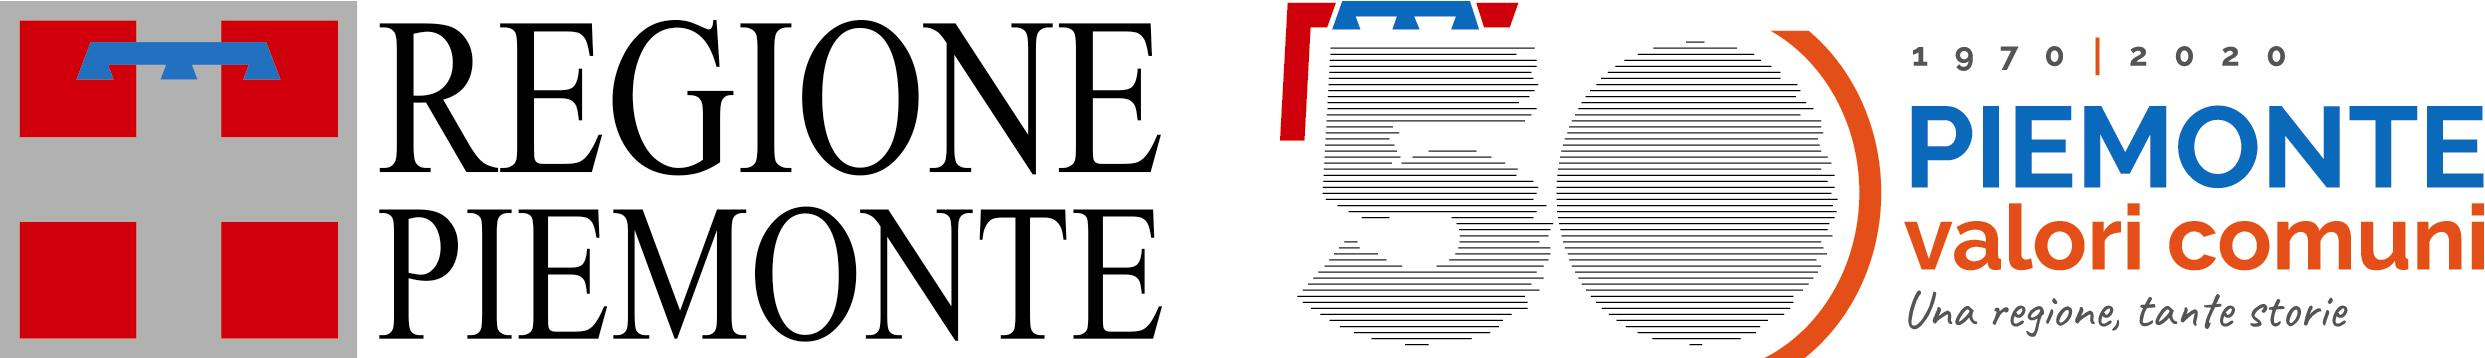 REGIONE
PIEMONTE
50
1970 | 2020
PIEMONTE
valori comuni
Una regione, tante storie